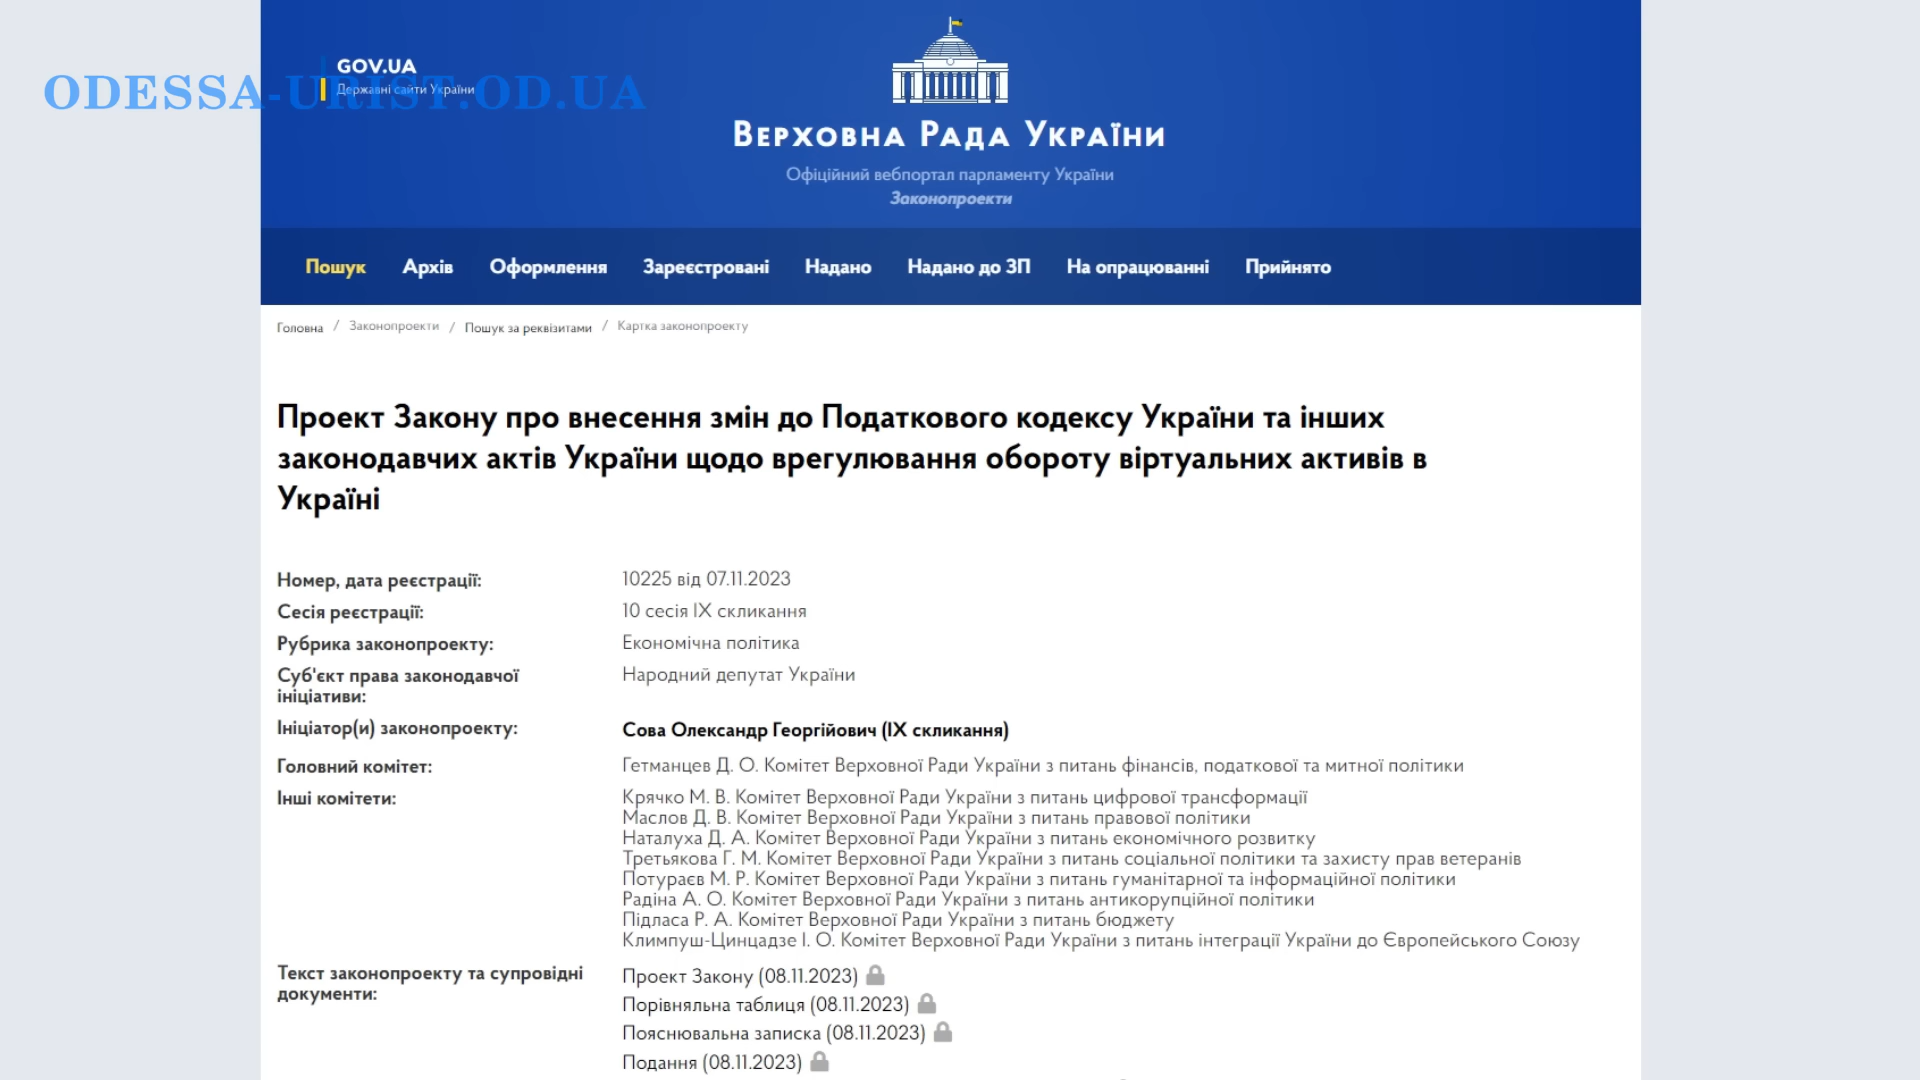 GOV.UA
Державні сайти України
ODESSA-URIST.OD.UA
Верховна Рада України
Офіційний вебпортал парламенту України
Законопроекти
Пошук Архів Оформлення Зареєстровані Надано Надано до ЗП На опрацюванні Прийнято
Головна / Законопроекти / Пошук за реквізитами / Картка законопроекту
Проект Закону про внесення змін до Податкового кодексу України та інших
законодавчих актів України щодо врегулювання обороту віртуальних активів в
Україні
Номер, дата реєстрації: 10225 від 07.11.2023
Сесія реєстрації: 10 сесія IX скликання
Рубрика законопроекту: Економічна політика
Суб'єкт права законодавчої Народний депутат України
ініціативи:
Ініціатор(и) законопроекту: Сова Олександр Георгійович (IX скликання)
Головний комітет: Гетманцев Д. О. Комітет Верховної Ради України з питань фінансів, податкової та митної політики
Інші комітети: Крячко М. В. Комітет Верховної Ради України з питань цифрової трансформації
Маслов Д. В. Комітет Верховної Ради України з питань правової політики
Наталуха Д. А. Комітет Верховної Ради України з питань економічного розвитку
Третьякова Г. М. Комітет Верховної Ради України з питань соціальної політики та захисту прав ветеранів
Потураєв М. Р. Комітет Верховної Ради України з питань гуманітарної та інформаційної політики
Радіна А. О. Комітет Верховної Ради України з питань антикорупційної політики
Підласа Р. А. Комітет Верховної Ради України з питань бюджету
Климпуш-Цинцадзе І. О. Комітет Верховної Ради України з питань інтеграції України до Європейського Союзу
Текст законопроекту та супровідні Проект Закону (08.11.2023)
документи:
Порівняльна таблиця (08.11.2023)
Пояснювальна записка (08.11.2023)
Подання (08.11.2023)